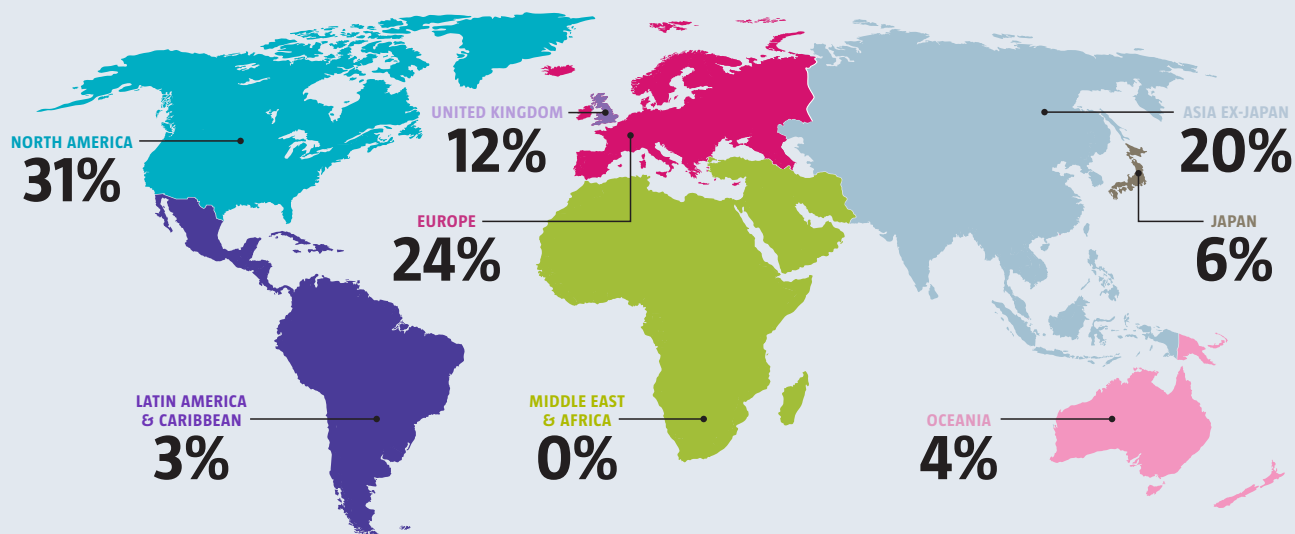 NORTH AMERICA
31%
UNITED KINGDOM
12%
EUROPE
24%
ASIA EX-JAPAN
20%
JAPAN
6%
LATIN AMERICA
& CARIBBEAN
3%
MIDDLE EAST
& AFRICA
0%
OCEANIA
4%